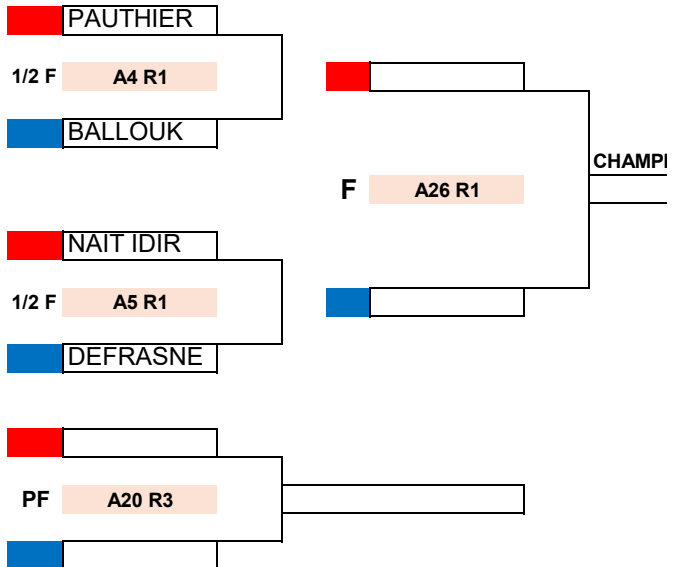 PAUTHIER
1/2 F A4 R1
BALLOUK
CHAMPI
F A26 R1
NAIT IDIR
1/2 F A5 R1
DEFRASNE
PF A20 R3